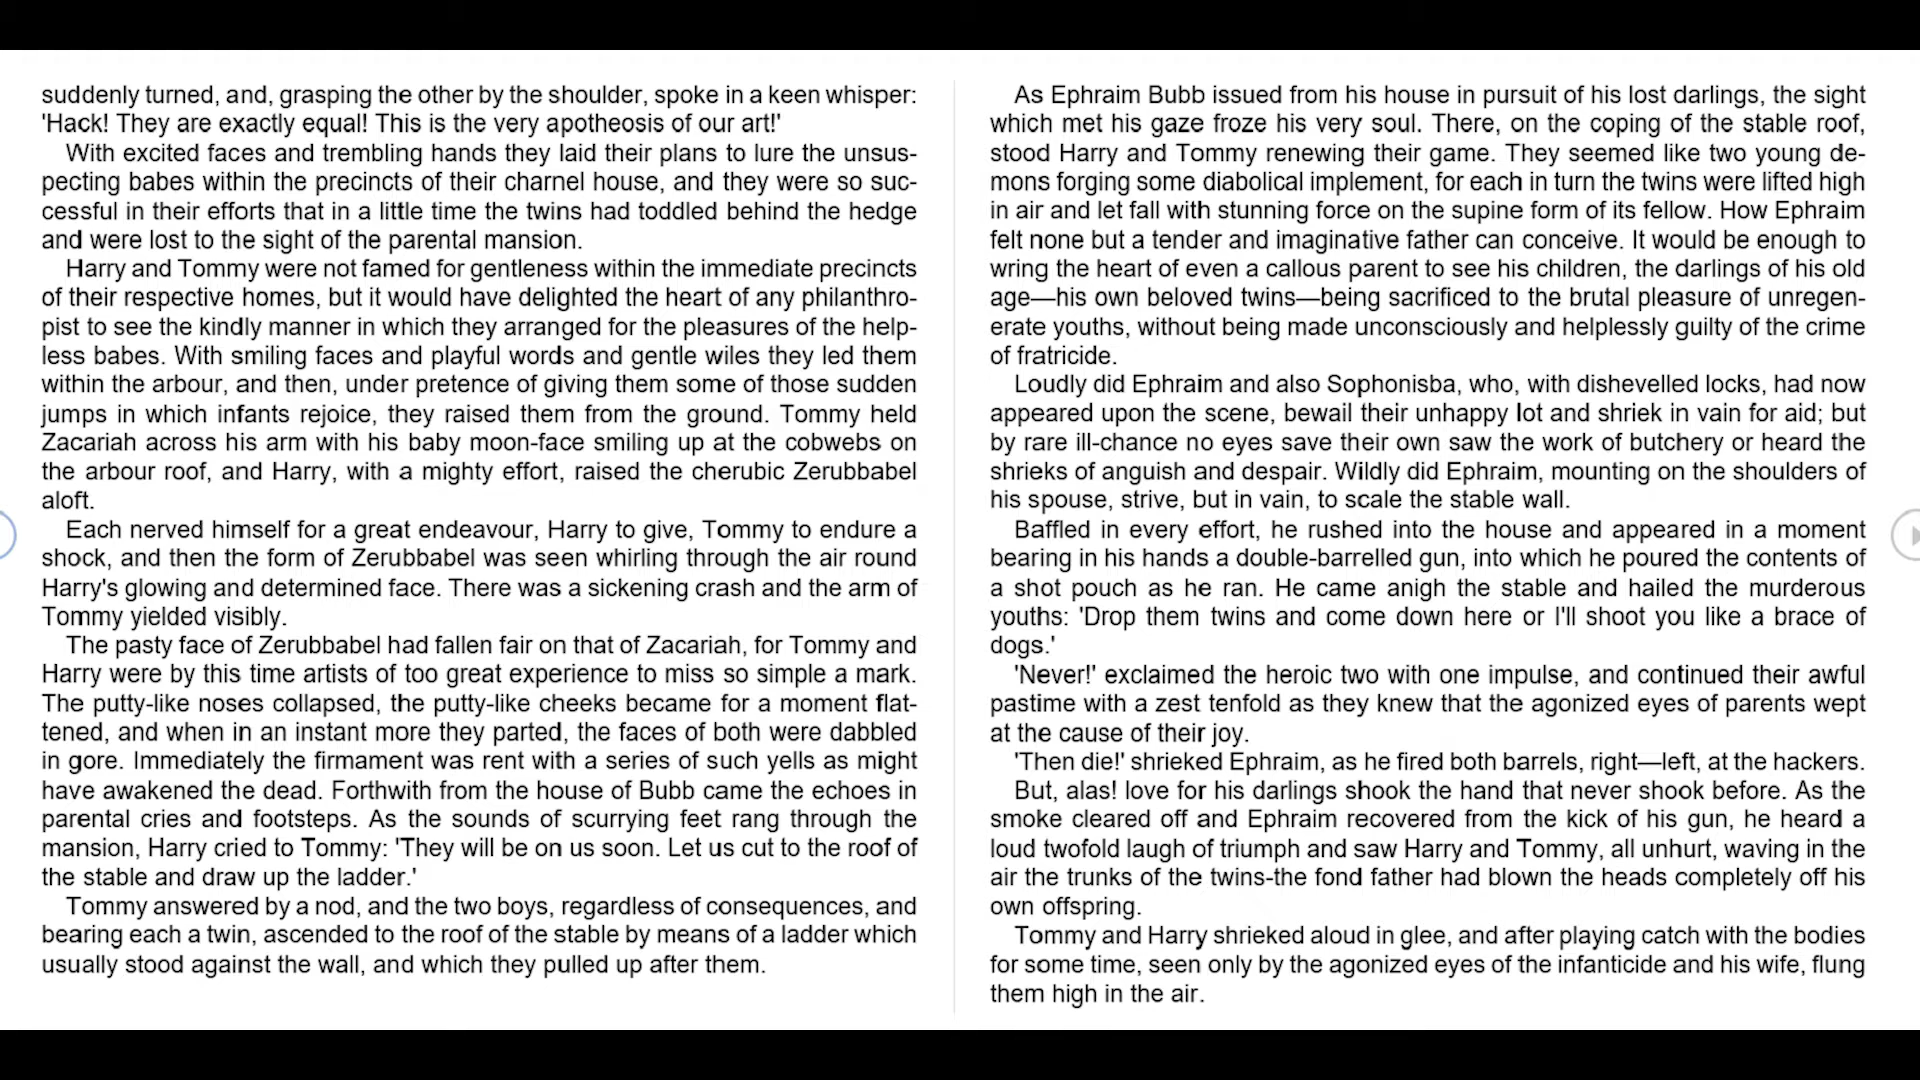 suddenly turned, and, grasping the other by the shoulder, spoke in a keen whisper:
'Hack! They are exactly equal! This is the very apotheosis of our art!'
With excited faces and trembling hands they laid their plans to lure the unsus-
pecting babes within the precincts of their charnel house, and they were so suc-
cessful in their efforts that in a little time the twins had toddled behind the hedge
and were lost to the sight of the parental mansion.
Harry and Tommy were not famed for gentleness within the immediate precincts
of their respective homes, but it would have delighted the heart of any philanthro-
pist to see the kindly manner in which they arranged for the pleasures of the help-
less babes. With smiling faces and playful words and gentle wiles they led them
within the arbour, and then, under pretence of giving them some of those sudden
jumps in which infants rejoice, they raised them from the ground. Tommy held
Zacariah across his arm with his baby moon-face smiling up at the cobwebs on
the arbour roof, and Harry, with a mighty effort, raised the cherubic Zerubbabel
aloft.
Each nerved himself for a great endeavour, Harry to give, Tommy to endure a
shock, and then the form of Zerubbabel was seen whirling through the air round
Harry's glowing and determined face. There was a sickening crash and the arm of
Tommy yielded visibly.
The pasty face of Zerubbabel had fallen fair on that of Zacariah, for Tommy and
Harry were by this time artists of too great experience to miss so simple a mark.
The putty-like noses collapsed, the putty-like cheeks became for a moment flat-
tened, and when in an instant more they parted, the faces of both were dabbled
in gore. Immediately the firmament was rent with a series of such yells as might
have awakened the dead. Forthwith from the house of Bubb came the echoes in
parental cries and footsteps. As the sounds of scurrying feet rang through the
mansion, Harry cried to Tommy: 'They will be on us soon. Let us cut to the roof of
the stable and draw up the ladder.'
Tommy answered by a nod, and the two boys, regardless of consequences, and
bearing each a twin, ascended to the roof of the stable by means of a ladder which
usually stood against the wall, and which they pulled up after them.
As Ephraim Bubb issued from his house in pursuit of his lost darlings, the sight
which met his gaze froze his very soul. There, on the coping of the stable roof,
stood Harry and Tommy renewing their game. They seemed like two young de-
mons forging some diabolical implement, for each in turn the twins were lifted high
in air and let fall with stunning force on the supine form of its fellow. How Ephraim
felt none but a tender and imaginative father can conceive. It would be enough to
wring the heart of even a callous parent to see his children, the darlings of his old
age—his own beloved twins—being sacrificed to the brutal pleasure of unregen-
erate youths, without being made unconsciously and helplessly guilty of the crime
of fratricide.
Loudly did Ephraim and also Sophonisba, who, with dishevelled locks, had now
appeared upon the scene, bewail their unhappy lot and shriek in vain for aid; but
by rare ill-chance no eyes save their own saw the work of butchery or heard the
shrieks of anguish and despair. Wildly did Ephraim, mounting on the shoulders of
his spouse, strive, but in vain, to scale the stable wall.
Baffled in every effort, he rushed into the house and appeared in a moment
bearing in his hands a double-barrelled gun, into which he poured the contents of
a shot pouch as he ran. He came anigh the stable and hailed the murderous
youths: 'Drop them twins and come down here or I'll shoot you like a brace of
dogs.'
'Never!' exclaimed the heroic two with one impulse, and continued their awful
pastime with a zest tenfold as they knew that the agonized eyes of parents wept
at the cause of their joy.
'Then die!' shrieked Ephraim, as he fired both barrels, right—left, at the hackers.
But, alas! love for his darlings shook the hand that never shook before. As the
smoke cleared off and Ephraim recovered from the kick of his gun, he heard a
loud twofold laugh of triumph and saw Harry and Tommy, all unhurt, waving in the
air the trunks of the twins-the fond father had blown the heads completely off his
own offspring.
Tommy and Harry shrieked aloud in glee, and after playing catch with the bodies
for some time, seen only by the agonized eyes of the infanticide and his wife, flung
them high in the air.